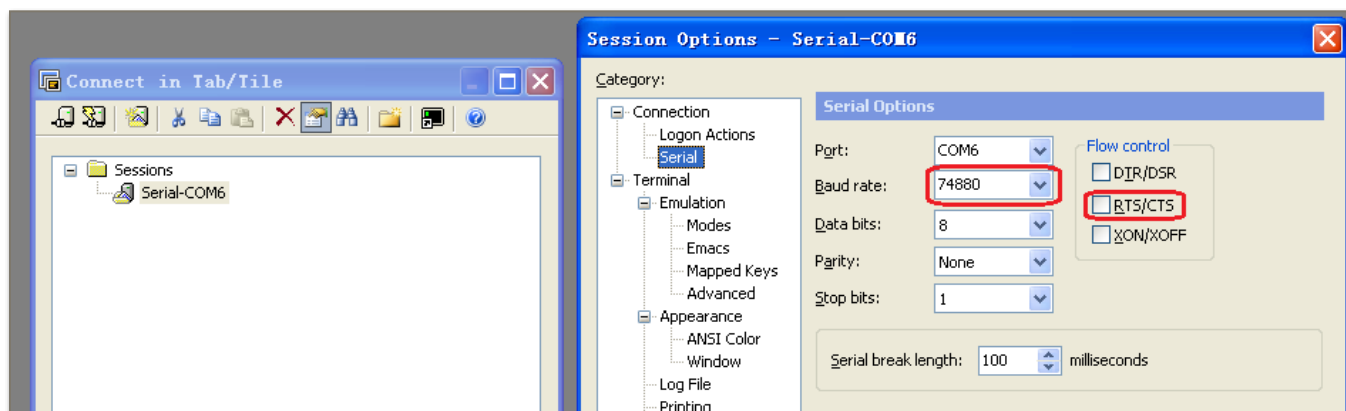 Connect in Tab/Tile
Sessions
Serial-COM6
Session Options - Serial-COM6
Category:
Connection
Logon Actions
Serial
Terminal
Emulation
Modes
Emacs
Mapped Keys
Advanced
Appearance
ANSI Color
Window
Log File
Printing
Serial Options
Port: COM6
Baud rate: 74880
Data bits: 8
Parity: None
Stop bits: 1
Flow control
DTR/DSR
RTS/CTS
XON/XOFF
Serial break length: 100 milliseconds